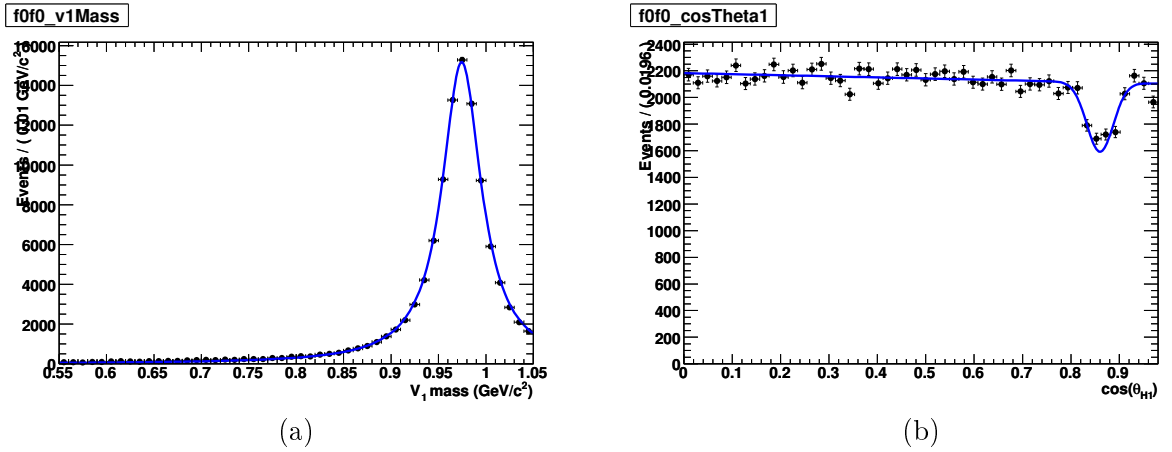 f0f0_v1Mass
Events / ( 0.01 GeV/c²
16000
14000
12000
10000
8000
6000
4000
2000
0
0.55 0.6 0.65 0.7 0.75 0.8 0.85 0.9 0.95 1 1.05
V₁ mass (GeV/c²)
(a)
f0f0_cosTheta1
Events / ( 0.0196 )
2400
2200
2000
1800
1600
1400
1200
1000
800
600
400
200
0
0 0.1 0.2 0.3 0.4 0.5 0.6 0.7 0.8 0.9
cos(θH1)
(b)